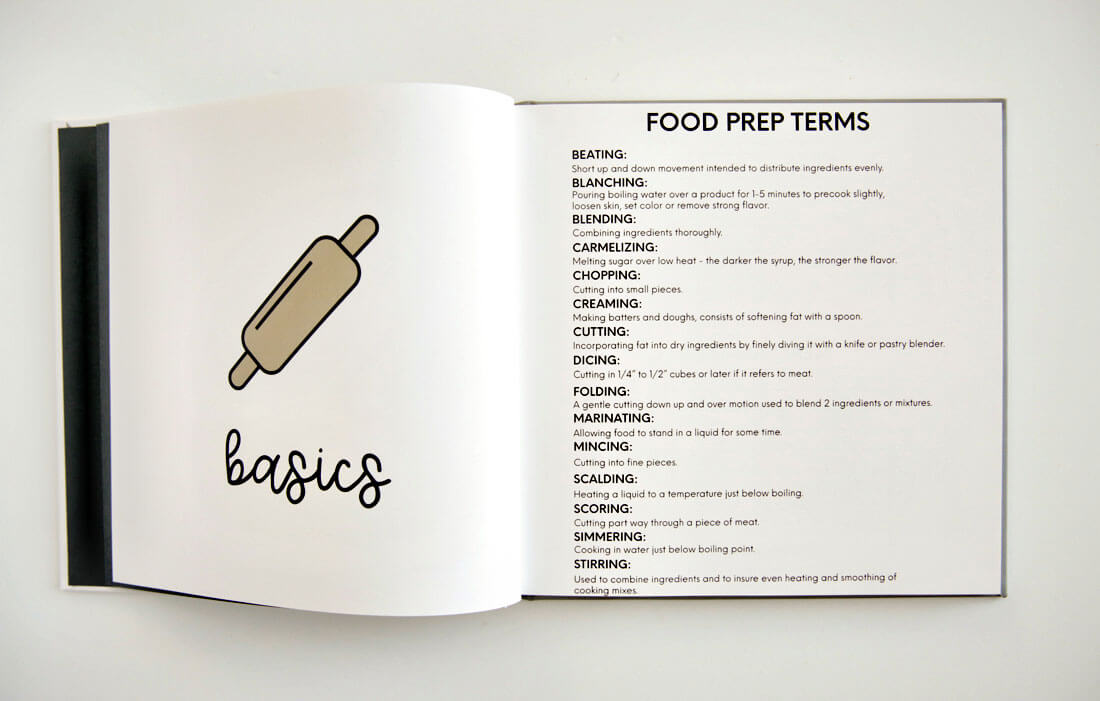 basics
FOOD PREP TERMS
BEATING:
Short up and down movement intended to distribute ingredients evenly.
BLANCHING:
Pouring boiling water over a product for 1-5 minutes to precook slightly,
loosen skin, set color or remove strong flavor.
BLENDING:
Combining ingredients thoroughly.
CARMELIZING:
Melting sugar over low heat - the darker the syrup, the stronger the flavor.
CHOPPING:
Cutting into small pieces.
CREAMING:
Making batters and doughs, consists of softening fat with a spoon.
CUTTING:
Incorporating fat into dry ingredients by finely diving it with a knife or pastry blender.
DICING:
Cutting in 1/4" to 1/2" cubes or later if it refers to meat.
FOLDING:
A gentle cutting down up and over motion used to blend 2 ingredients or mixtures.
MARINATING:
Allowing food to stand in a liquid for some time.
MINCING:
Cutting into fine pieces.
SCALDING:
Heating a liquid to a temperature just below boiling.
SCORING:
Cutting part way through a piece of meat.
SIMMERING:
Cooking in water just below boiling point.
STIRRING:
Used to combine ingredients and to insure even heating and smoothing of
cooking mixes.